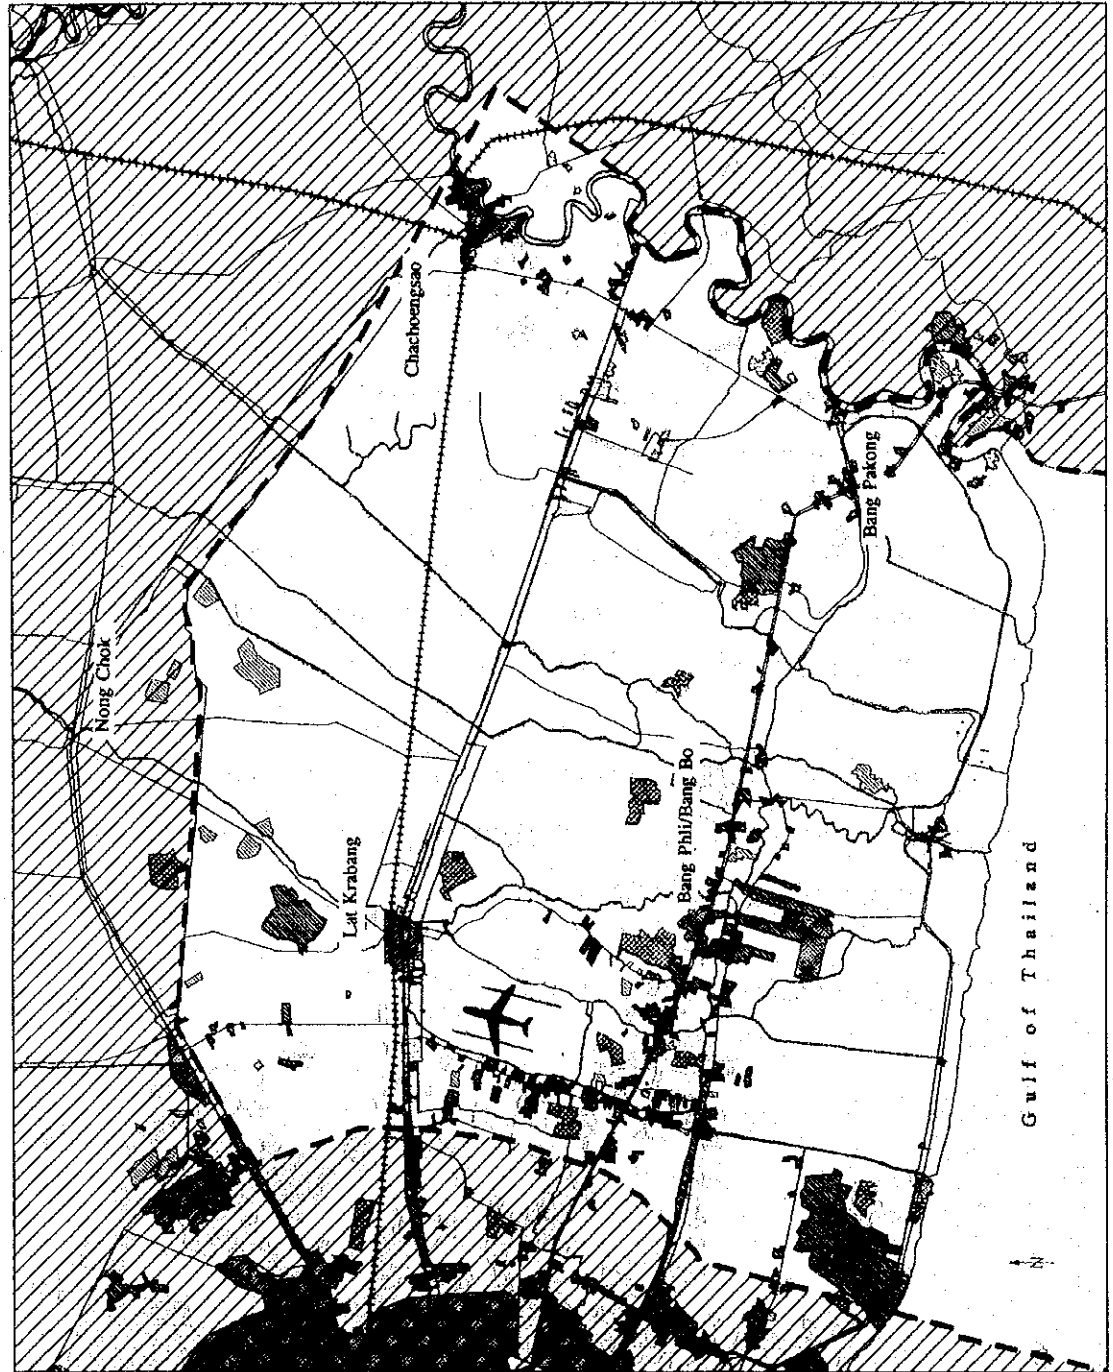 Nong Chok
Chachoengsao
Lat Krabang
Bang Phli/Bang Bo
Bang Pakong
Gulf of Thailand
N